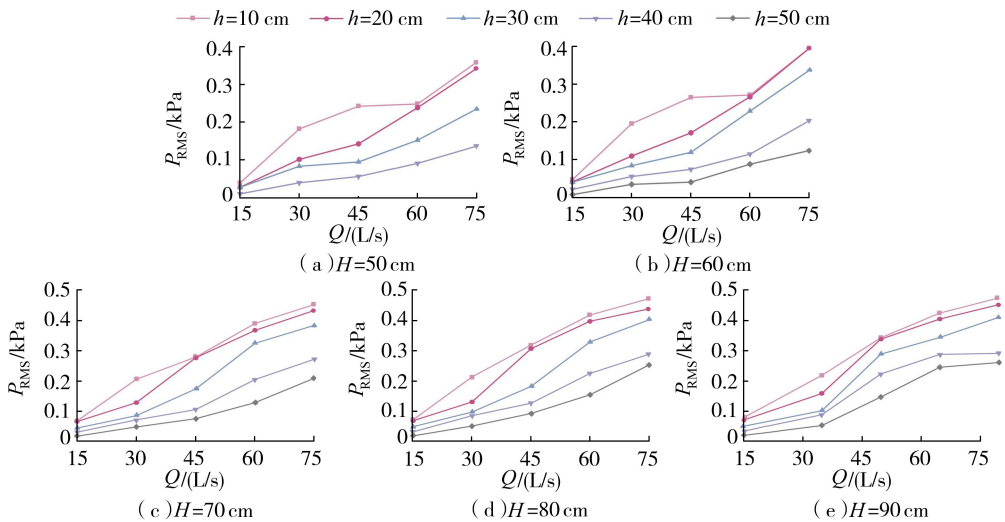 h=10 cm h=20 cm h=30 cm h=40 cm h=50 cm
0.4 0.4
0.3 0.3
0.2 0.2
0.1 0.1
0 0
P_RMS/kPa P_RMS/kPa
15 30 45 60 75 15 30 45 60 75
Q/(L/s) Q/(L/s)
(a)H=50 cm (b)H=60 cm
0.5 0.5 0.5
0.4 0.4 0.4
0.3 0.3 0.3
0.2 0.2 0.2
0.1 0.1 0.1
0 0 0
P_RMS/kPa P_RMS/kPa P_RMS/kPa
15 30 45 60 75 15 30 45 60 75 15 30 45 60 75
Q/(L/s) Q/(L/s) Q/(L/s)
(c)H=70 cm (d)H=80 cm (e)H=90 cm